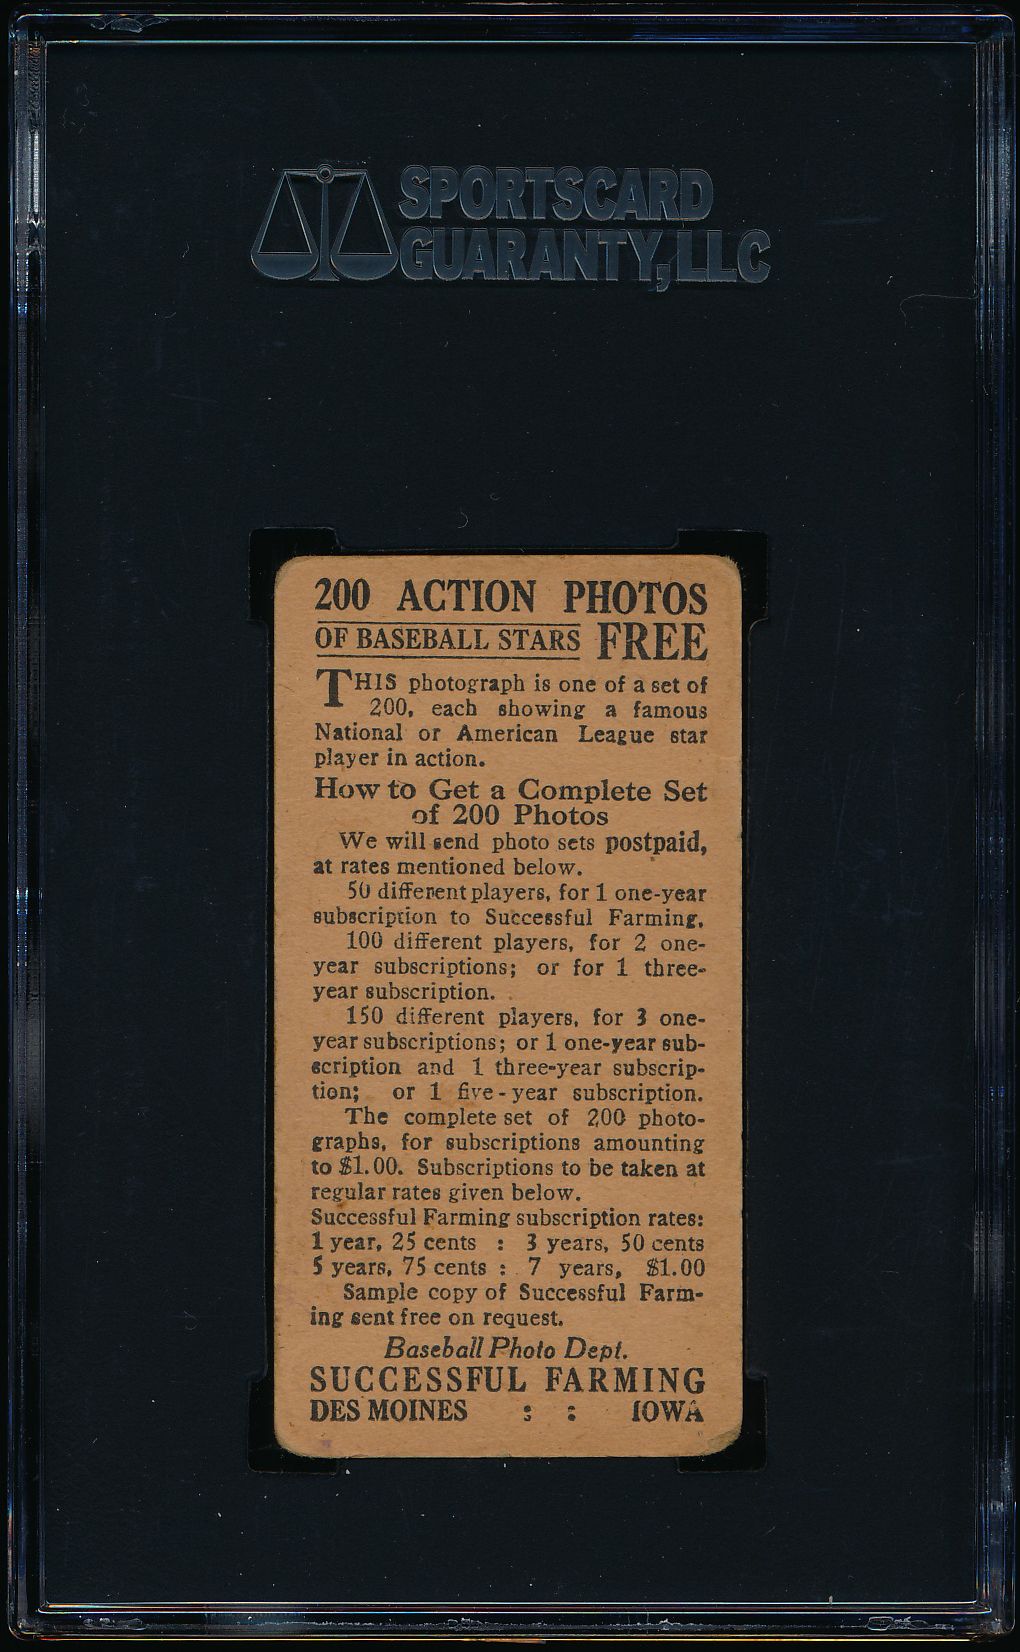 SPORTSCARD
GUARANTY, LLC
200 ACTION PHOTOS
OF BASEBALL STARS FREE
THIS photograph is one of a set of
200, each showing a famous
National or American League star
player in action.
How to Get a Complete Set
of 200 Photos
We will send photo sets postpaid,
at rates mentioned below.
50 different players, for 1 one-year
subscription to Successful Farming.
100 different players, for 2 one-
year subscriptions; or for 1 three-
year subscription.
150 different players, for 3 one-
year subscriptions; or 1 one-year sub-
scription and 1 three-year subscrip-
tion; or 1 five-year subscription.
The complete set of 200 photo-
graphs, for subscriptions amounting
to $1.00. Subscriptions to be taken at
regular rates given below.
Successful Farming subscription rates:
1 year, 25 cents : 3 years, 50 cents
5 years, 75 cents : 7 years, $1.00
Sample copy of Successful Farm-
ing sent free on request.
Baseball Photo Dept.
SUCCESSFUL FARMING
DES MOINES : : IOWA